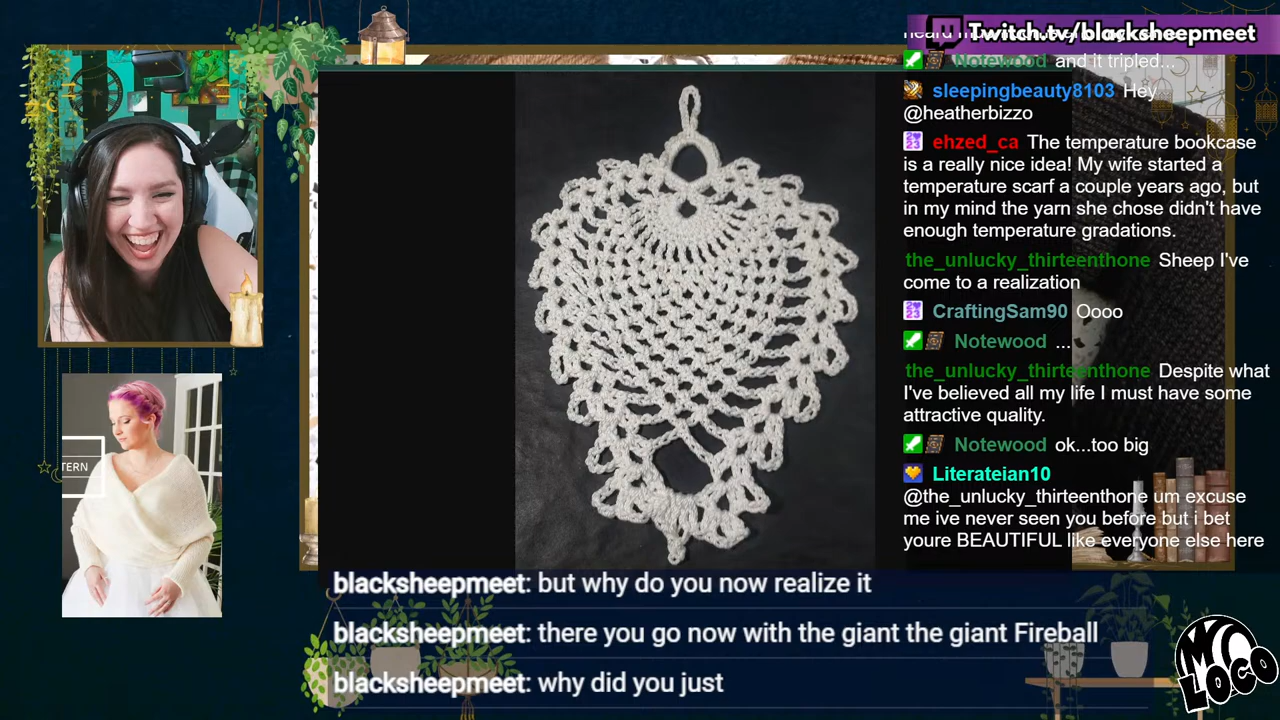 Twitch.tv/blacksheepmeet
Notewood and it tripled...
sleepingbeauty8103 Hey
@heatherbizzo
ehzed_ca The temperature bookcase
is a really nice idea! My wife started a
temperature scarf a couple years ago, but
in my mind the yarn she chose didn't have
enough temperature gradations.
the_unlucky_thirteenthone Sheep I've
come to a realization
CraftingSam90 Oooo
Notewood ...
the_unlucky_thirteenthone Despite what
I've believed all my life I must have some
attractive quality.
Notewood ok...too big
Literateian10
@the_unlucky_thirteenthone um excuse
me ive never seen you before but i bet
youre BEAUTIFUL like everyone else here
TERN
blacksheepmeet: but why do you now realize it
blacksheepmeet: there you go now with the giant the giant Fireball
blacksheepmeet: why did you just
MC
LOCO